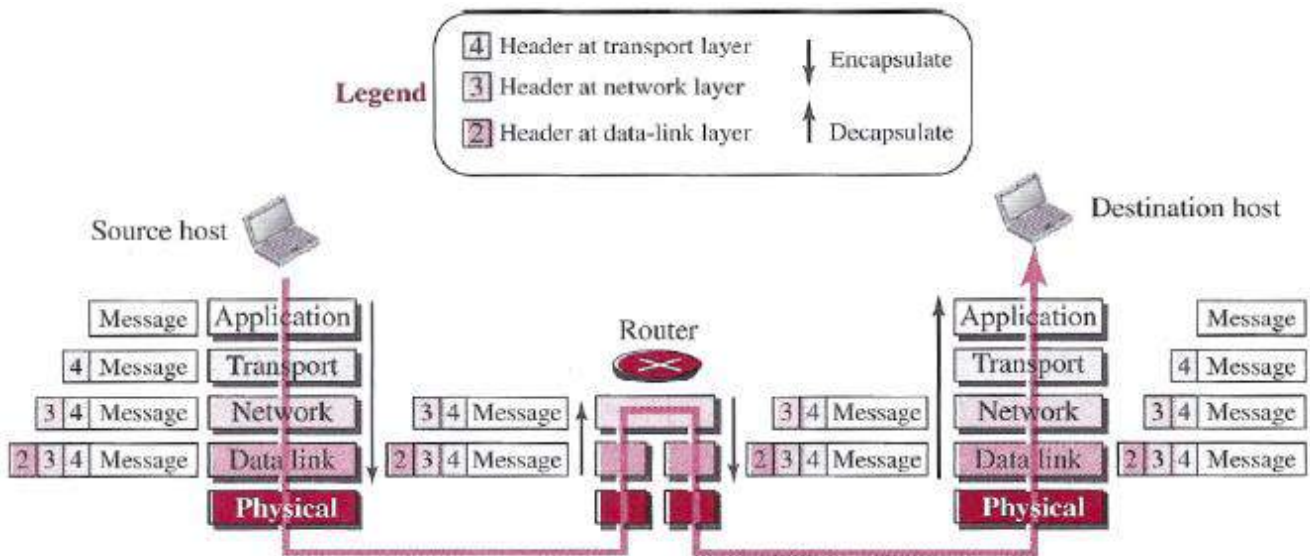 4 Header at transport layer
Encapsulate
3 Header at network layer
Legend
2 Header at data-link layer
Decapsulate
Source host
Destination host
Message Application
4 Message Transport
3 4 Message Network
2 3 4 Message Data link
Physical
Router
3 4 Message
2 3 4 Message
3 4 Message
2 3 4 Message
Application Message
Transport 4 Message
Network 3 4 Message
Data link 2 3 4 Message
Physical